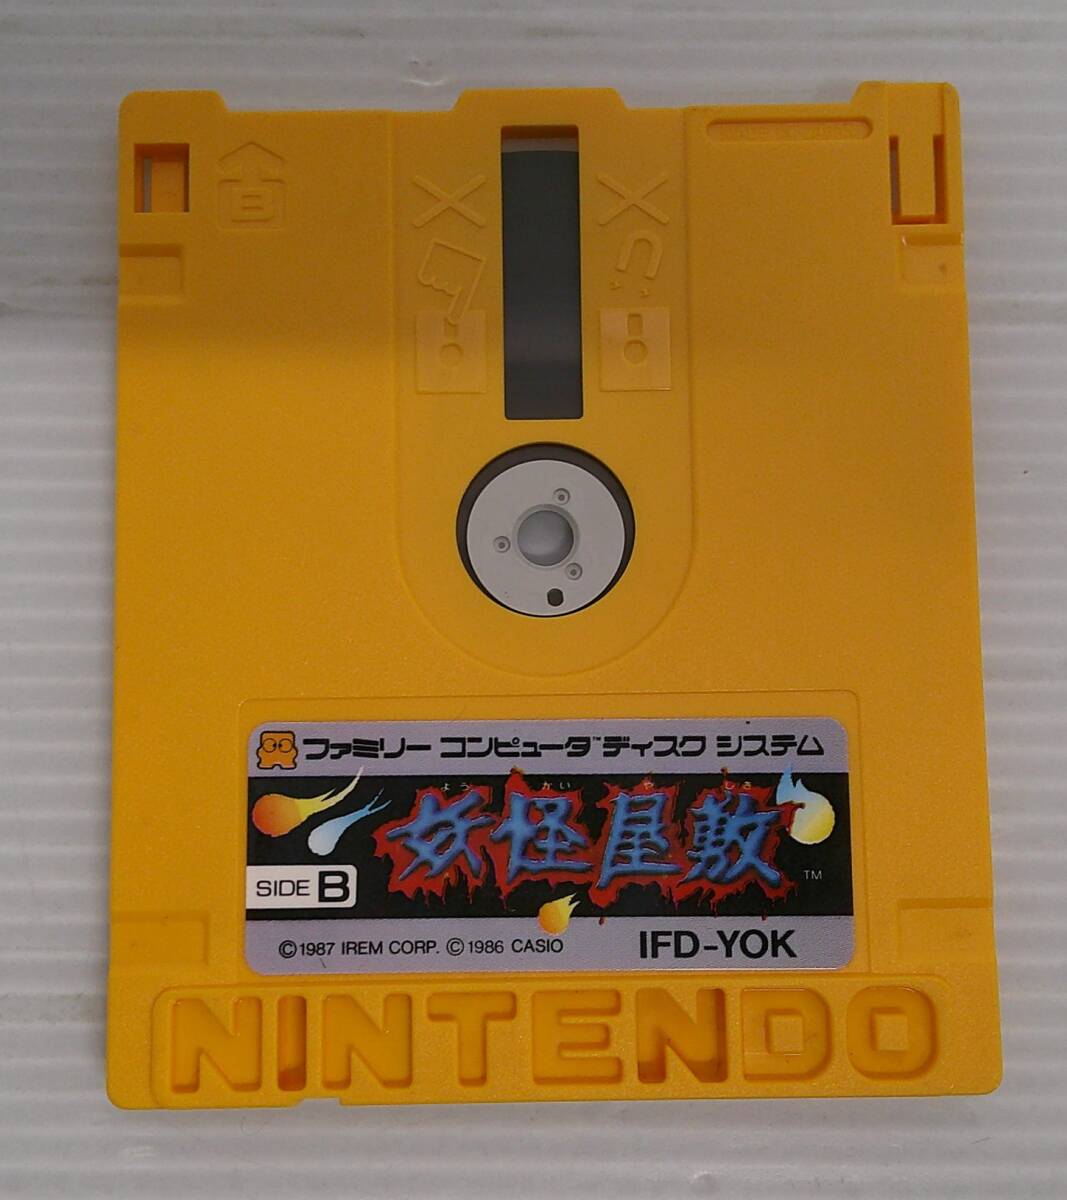 B
ファミリー コンピュータ™ディスク システム
よう かい や しき
妖怪屋敷
TM
SIDE B
©1987 IREM CORP. ©1986 CASIO
IFD-YOK
NINTENDO